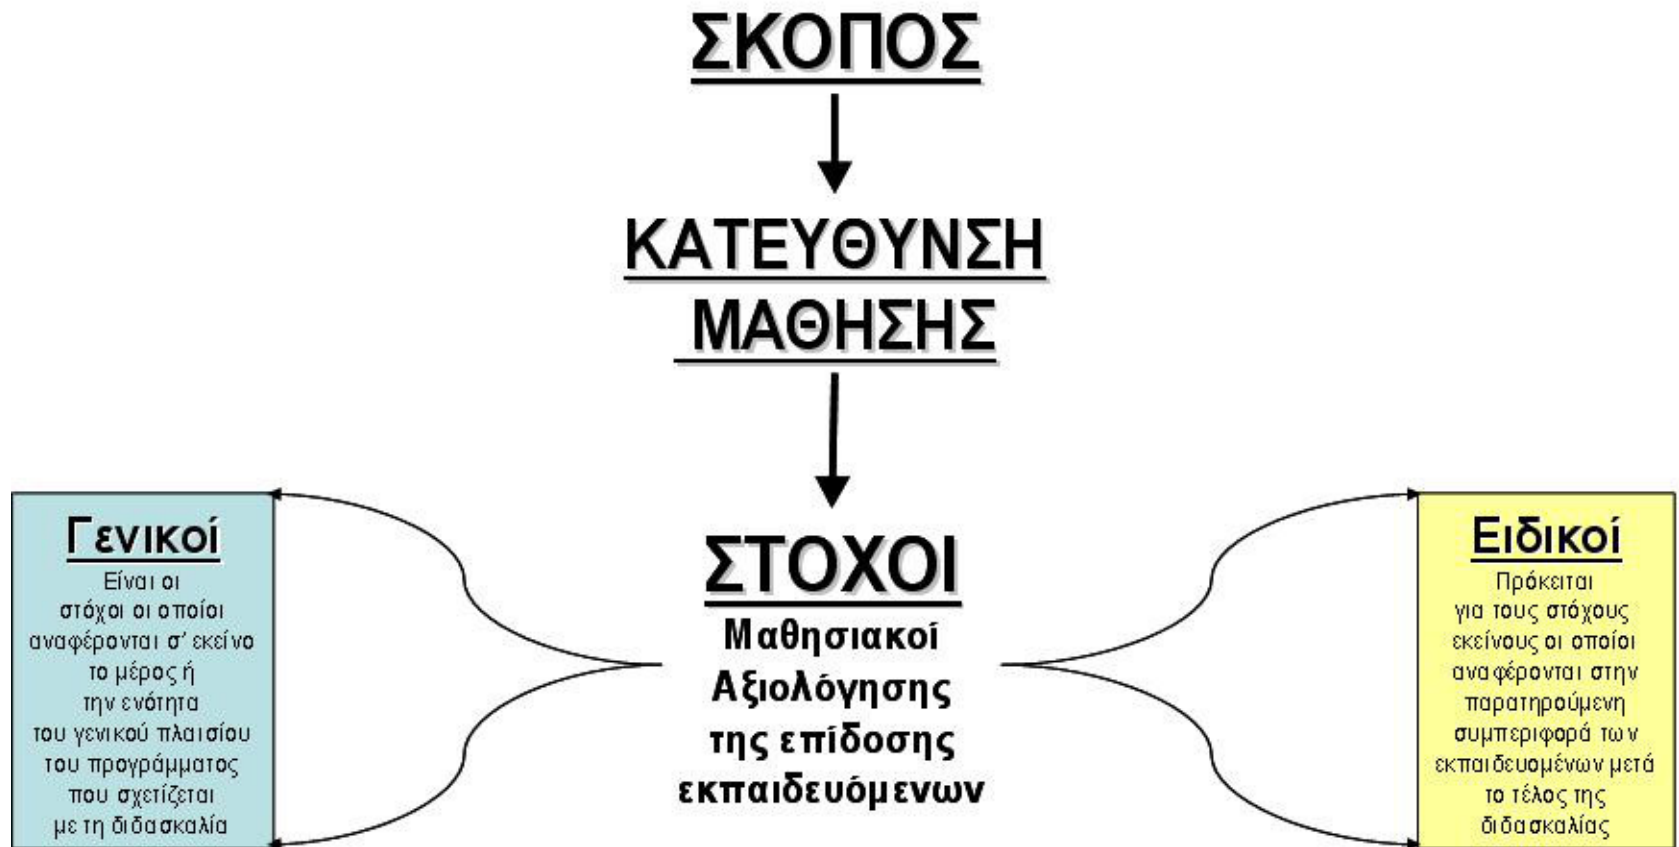 ΣΚΟΠΟΣ
ΚΑΤΕΥΘΥΝΣΗ
ΜΑΘΗΣΗΣ
Γενικοί
Είναι οι
στόχοι οι οποίοι
αναφέρονται σ' εκείνο
το μέρος ή
την ενότητα
του γενικού πλαισίου
του προγράμματος
που σχετίζεται
με τη διδασκαλία
ΣΤΟΧΟΙ
Μαθησιακοί
Αξιολόγησης
της επίδοσης
εκπαιδευόμενων
Ειδικοί
Πρόκειται
για τους στόχους
εκείνους οι οποίοι
αναφέρονται στην
παρατηρούμενη
συμπεριφορά των
εκπαιδευομένων μετά
το τέλος της
διδασκαλίας